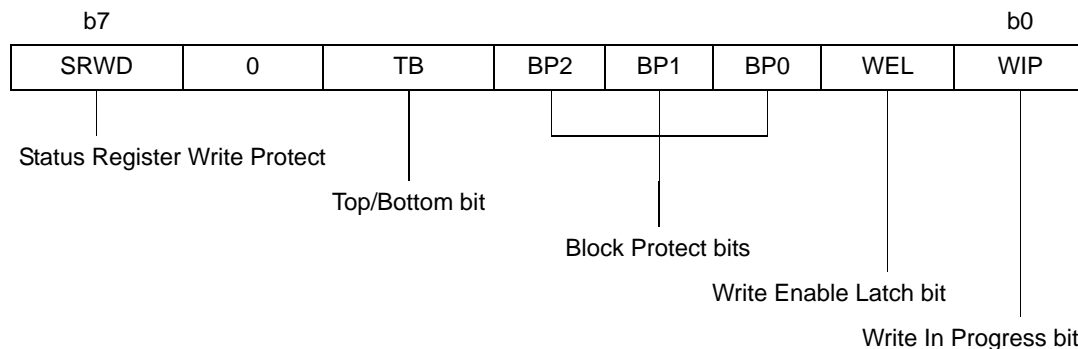 b7 b0
SRWD 0 TB BP2 BP1 BP0 WEL WIP
Status Register Write Protect
Top/Bottom bit
Block Protect bits
Write Enable Latch bit
Write In Progress bit